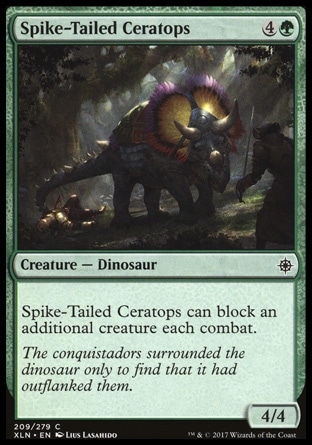 Spike-Tailed Ceratops 4
Creature — Dinosaur
Spike-Tailed Ceratops can block an
additional creature each combat.
The conquistadors surrounded the
dinosaur only to find that it had
outflanked them.
4/4
209/279 C
XLN • EN Lius Lasahido
™ & © 2017 Wizards of the Coast